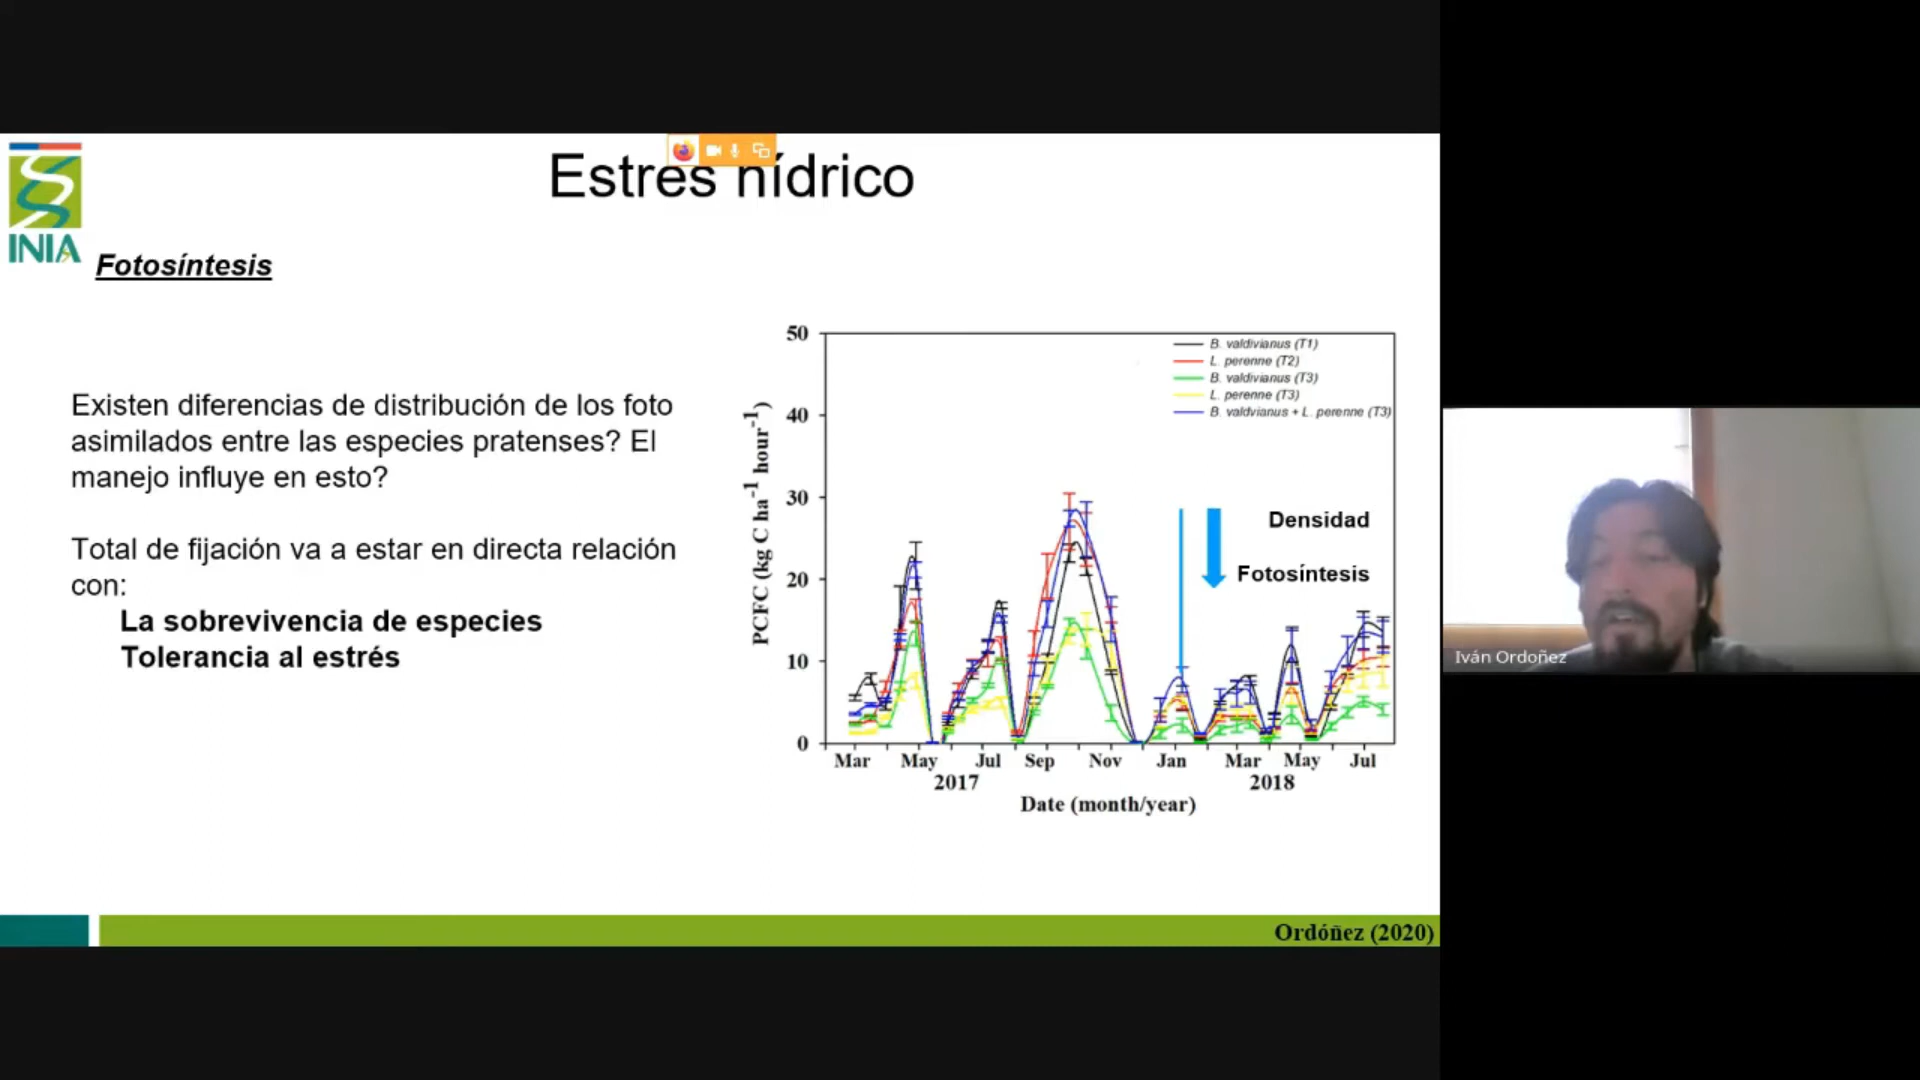 Estrés hídrico
INIA
Fotosíntesis
Existen diferencias de distribución de los foto
asimilados entre las especies pratenses? El
manejo influye en esto?
Total de fijación va a estar en directa relación
con:
La sobrevivencia de especies
Tolerancia al estrés
PCFC (kg C ha-1 hour-1)
50
40
30
20
10
0
B. valdivianus (T1)
L. perenne (T2)
B. valdivianus (T3)
L. perenne (T3)
B. valdvianus + L. perenne (T3)
Densidad
Fotosíntesis
Mar May Jul Sep Nov Jan Mar May Jul
2017 2018
Date (month/year)
Ordóñez (2020)
Iván Ordoñez